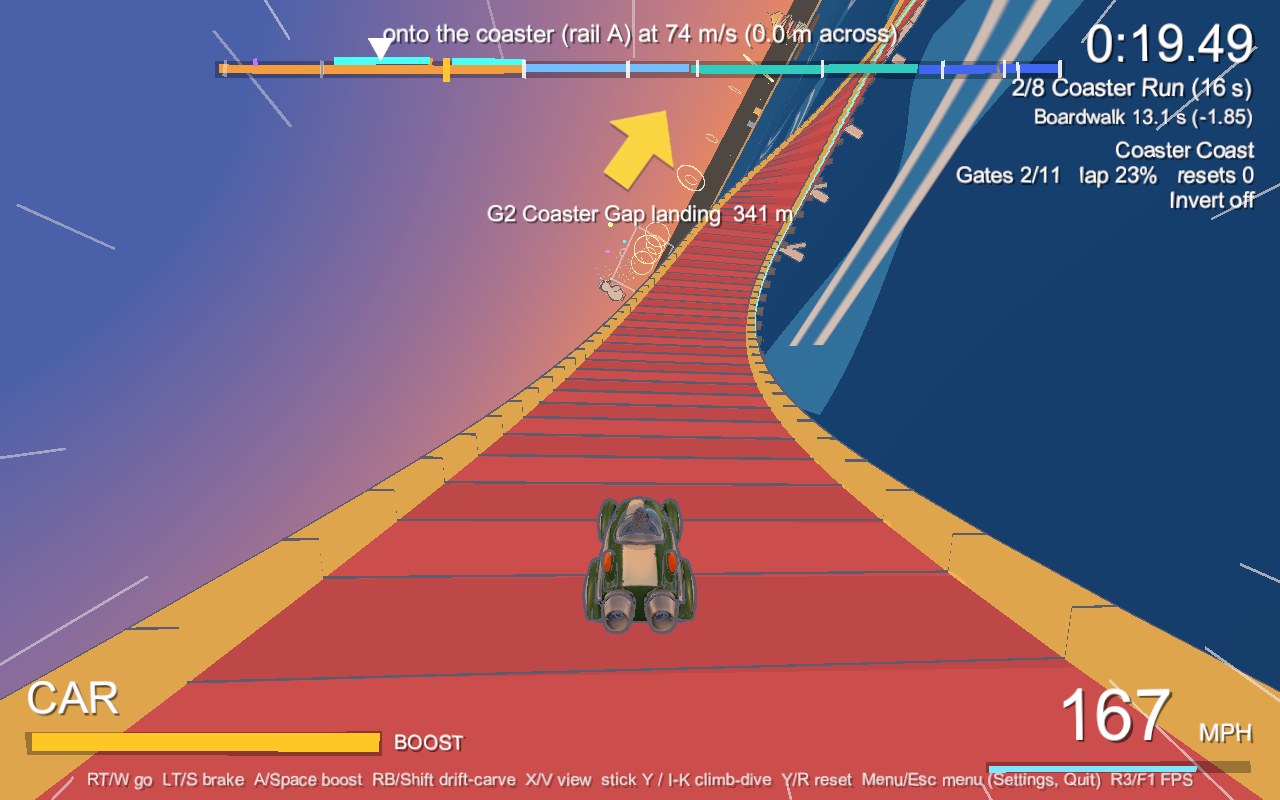 onto the coaster (rail A) at 74 m/s (0.0 m across)
0:19.49
2/8 Coaster Run (16 s)
Boardwalk 13.1 s (-1.85)
Coaster Coast
Gates 2/11 lap 23% resets 0
Invert off
G2 Coaster Gap landing 341 m
CAR
BOOST
167 MPH
RT/W go LT/S brake A/Space boost RB/Shift drift-carve X/V view stick Y / I-K climb-dive Y/R reset Menu/Esc menu (Settings, Quit) R3/F1 FPS